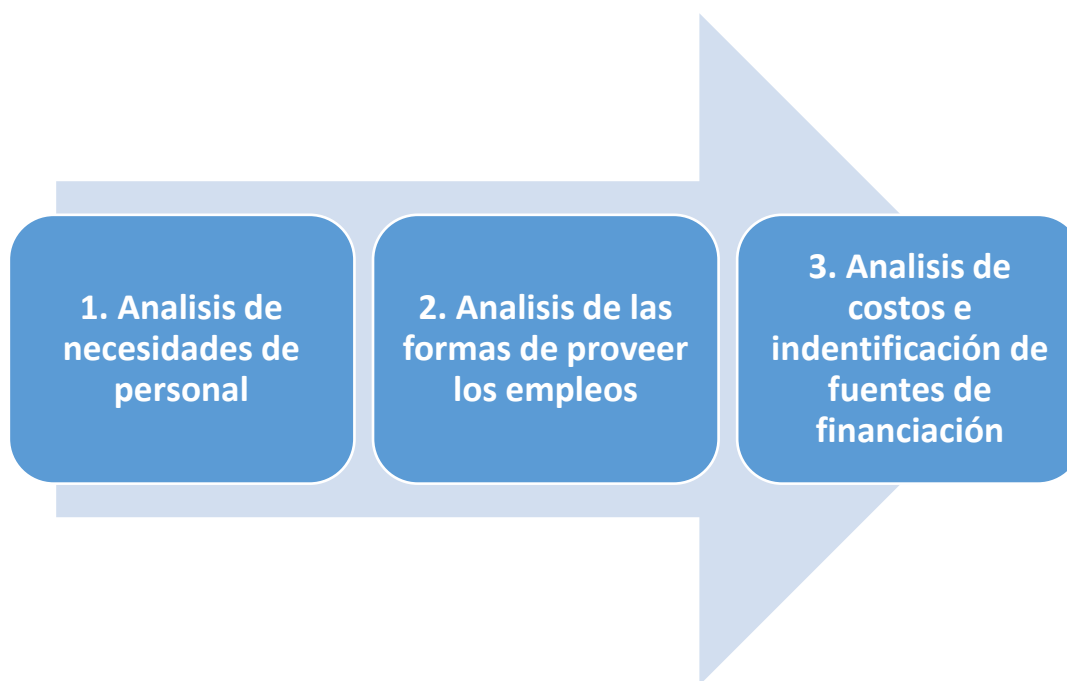 1. Analisis de
necesidades de
personal
2. Analisis de las
formas de proveer
los empleos
3. Analisis de
costos e
indentificación de
fuentes de
financiación